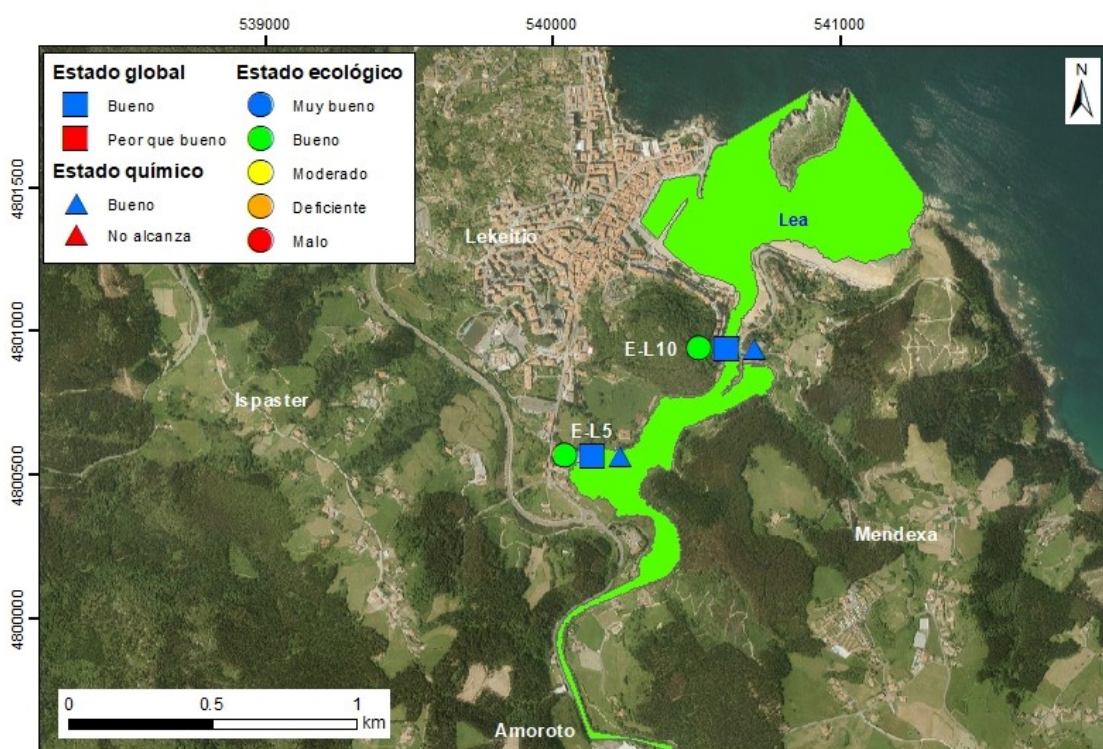 539000
540000
541000
Estado global
Bueno
Peor que bueno
Estado químico
Bueno
No alcanza
Estado ecológico
Muy bueno
Bueno
Moderado
Deficiente
Malo
N
4801500
Lekeitio
Lea
4801000
E-L10
Ispaster
E-L5
4800500
Mendexa
4800000
0 0.5 1
km
Amoroto